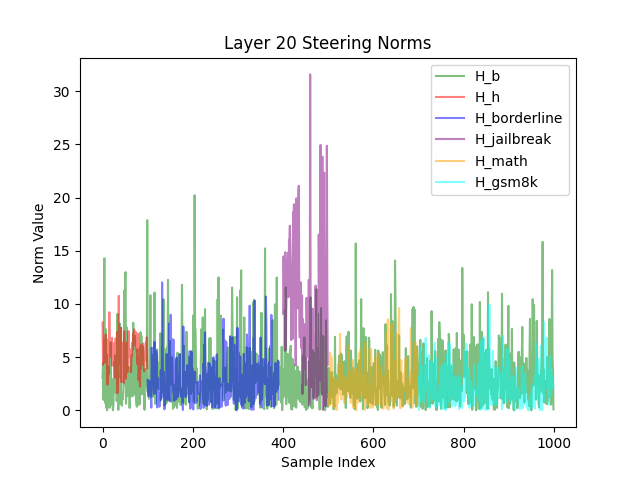 Layer 20 Steering Norms
Norm Value
30
25
20
15
10
5
0
H_b
H_h
H_borderline
H_jailbreak
H_math
H_gsm8k
0
200
400
600
800
1000
Sample Index